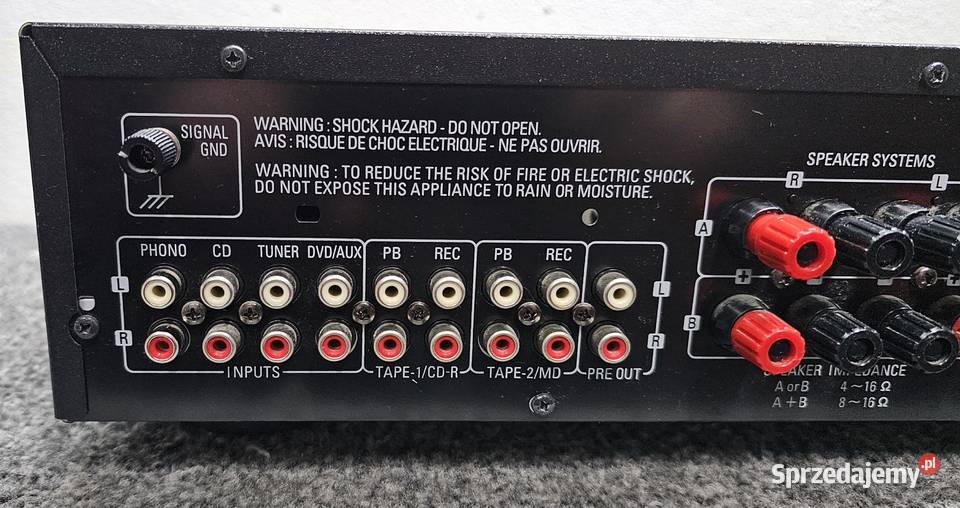 SIGNAL
GND
WARNING : SHOCK HAZARD - DO NOT OPEN.
AVIS : RISQUE DE CHOC ELECTRIQUE - NE PAS OUVRIR.
WARNING : TO REDUCE THE RISK OF FIRE OR ELECTRIC SHOCK,
DO NOT EXPOSE THIS APPLIANCE TO RAIN OR MOISTURE.
SPEAKER SYSTEMS
R L
A
+ - - +
B
SPEAKER IMPEDANCE
A or B 4~16 Ω
A + B 8~16 Ω
PHONO CD TUNER DVD/AUX PB REC PB REC
L L
R R
INPUTS TAPE-1/CD-R TAPE-2/MD PRE OUT
Sprzedajemy.pl